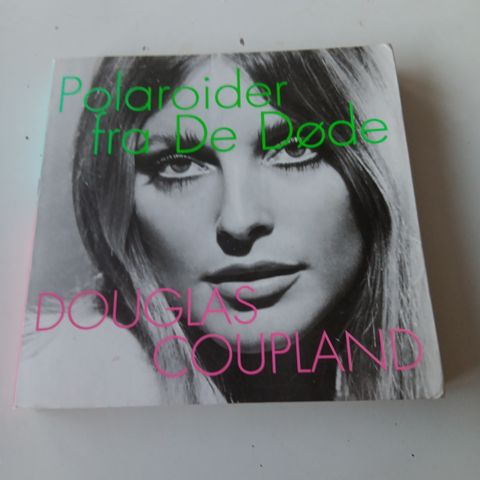 Polaroider
fra De Døde
DOUGLAS
COUPLAND